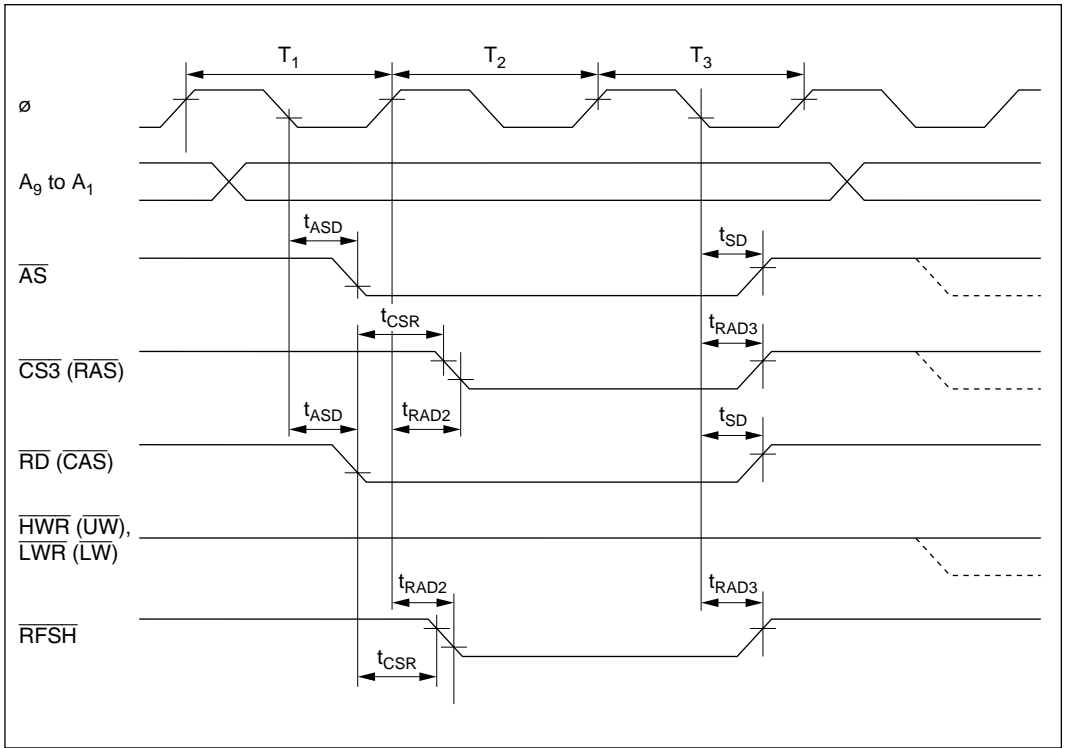 T1 T2 T3
ø
A9 to A1
tASD tSD
AS
tCSR tRAD3
CS3 (RAS)
tASD tRAD2 tSD
RD (CAS)
HWR (UW),
LWR (LW)
tRAD2 tRAD3
RFSH
tCSR